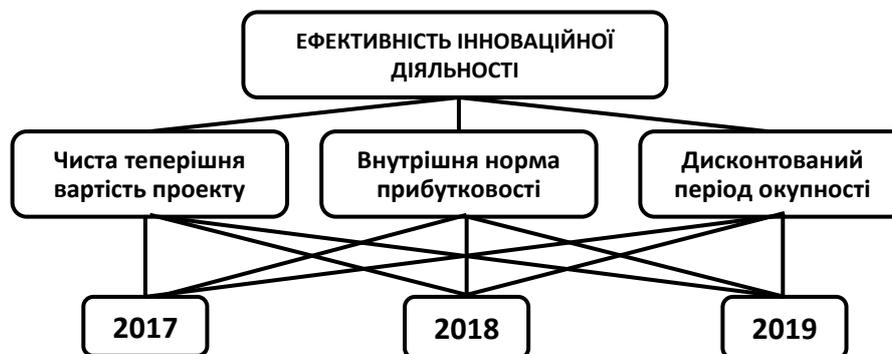 ЕФЕКТИВНІСТЬ ІННОВАЦІЙНОЇ
ДІЯЛЬНОСТІ
Чиста теперішня
вартість проекту
Внутрішня норма
прибутковості
Дисконтований
період окупності
2017
2018
2019